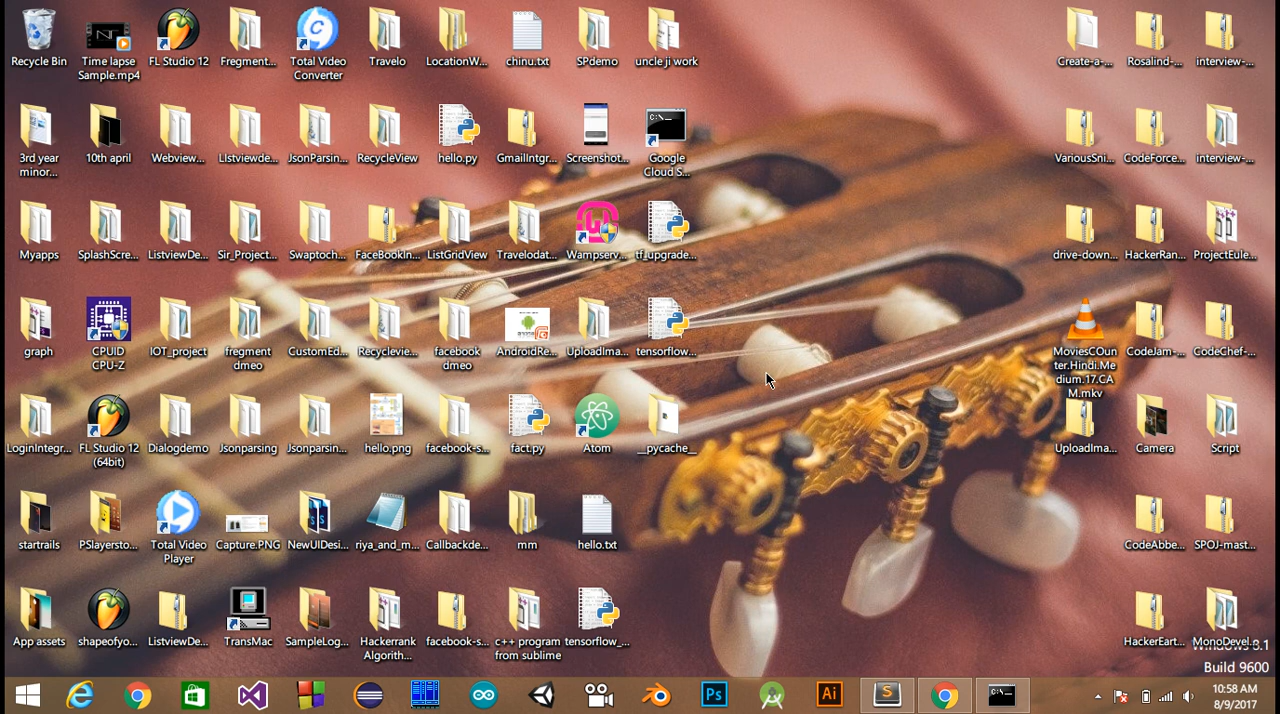 Recycle Bin
Time lapse
Sample.mp4
FL Studio 12
Fregment...
Total Video
Converter
Travelo
LocationW...
chinu.txt
SPdemo
uncle ji work
Create-a-...
Rosalind-...
interview-...
3rd year
minor...
10th april
Webview...
LIstviewde...
JsonParsin...
RecycleView
hello.py
GmailIntgr...
Screenshot...
Google
Cloud S...
VariousSni...
CodeForce...
interview-...
Myapps
SplashScre...
ListviewDe...
Sir_Project...
Swaptoch...
FaceBookIn...
ListGridView
Travelodat...
Wampserv...
tf_upgrade...
drive-down...
HackerRan...
ProjectEule...
graph
CPUID
CPU-Z
IOT_project
fregment
dmeo
CustomEd...
Recyclevie...
facebook
dmeo
AndroidRe...
UploadIma...
tensorflow...
MoviesCOun
ter.Hindi.Me
dium.17.CA
M.mkv
CodeJam-...
CodeChef-...
LoginIntegr...
FL Studio 12
(64bit)
Dialogdemo
Jsonparsing
Jsonparsin...
hello.png
facebook-s...
fact.py
Atom
__pycache__
UploadIma...
Camera
Script
startrails
PSlayersto...
Total Video
Player
Capture.PNG
NewUIDesi...
riya_and_m...
Callbackde...
mm
hello.txt
CodeAbbe...
SPOJ-mast...
App assets
shapeofyo...
ListviewDe...
TransMac
SampleLog...
Hackerrank
Algorith...
facebook-s...
c++ program
from sublime
tensorflow_...
HackerEart...
MonoDevel...
Windows 8.1
Build 9600
Ps
Ai
10:58 AM
8/9/2017